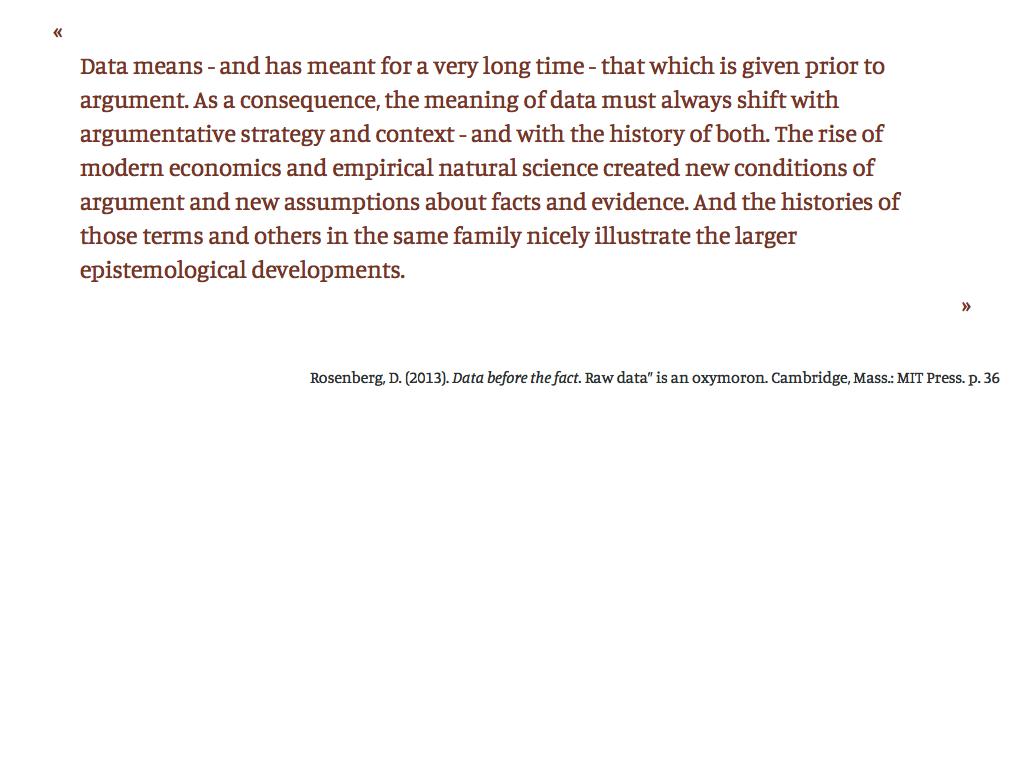 «
Data means - and has meant for a very long time - that which is given prior to
argument. As a consequence, the meaning of data must always shift with
argumentative strategy and context - and with the history of both. The rise of
modern economics and empirical natural science created new conditions of
argument and new assumptions about facts and evidence. And the histories of
those terms and others in the same family nicely illustrate the larger
epistemological developments.
»
Rosenberg, D. (2013). Data before the fact. Raw data” is an oxymoron. Cambridge, Mass.: MIT Press. p. 36